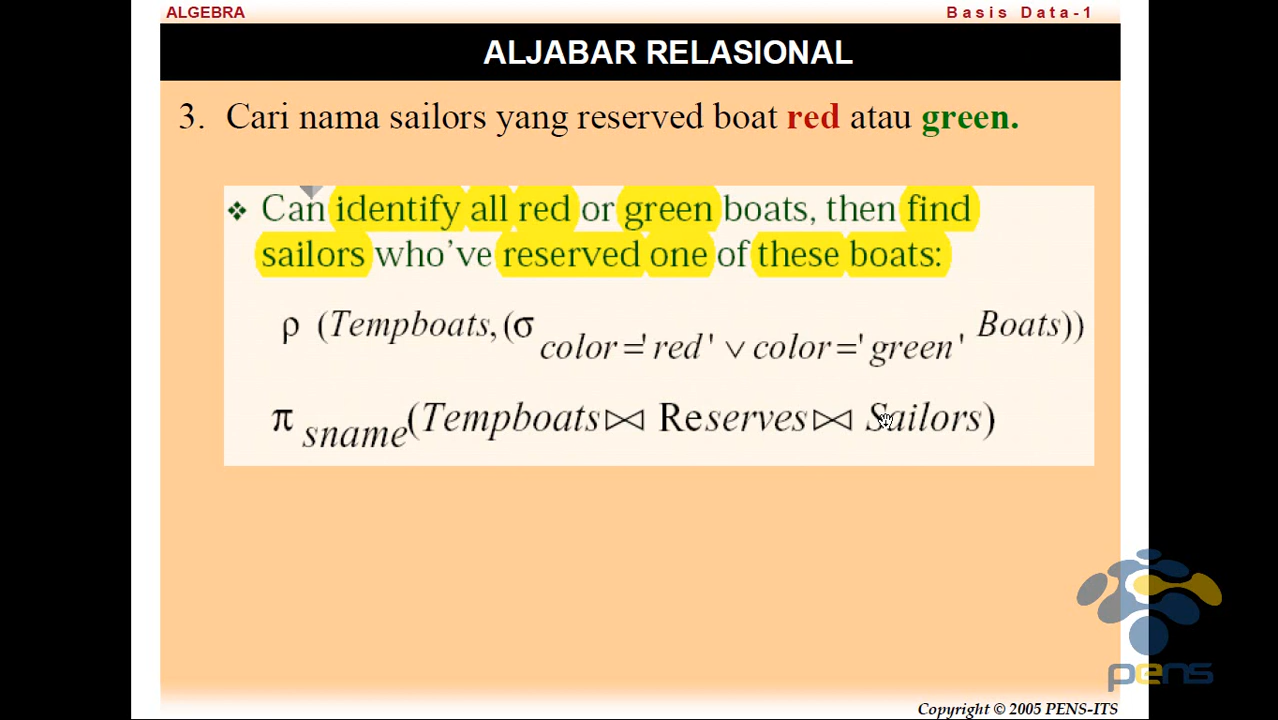 ALGEBRA
Basis Data-1
ALJABAR RELASIONAL
3. Cari nama sailors yang reserved boat red atau green.
❖ Can identify all red or green boats, then find
sailors who've reserved one of these boats:
ρ (Tempboats, (σ color='red' ∨ color='green' Boats))
π sname (Tempboats ⋈ Reserves ⋈ Sailors)
pens
Copyright © 2005 PENS-ITS